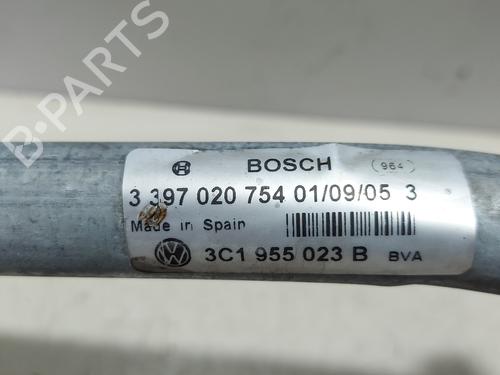 BOSCH (964)
3 397 020 754 01/09/05 3
Made in Spain
3C1 955 023 B BVA
B-PARTS